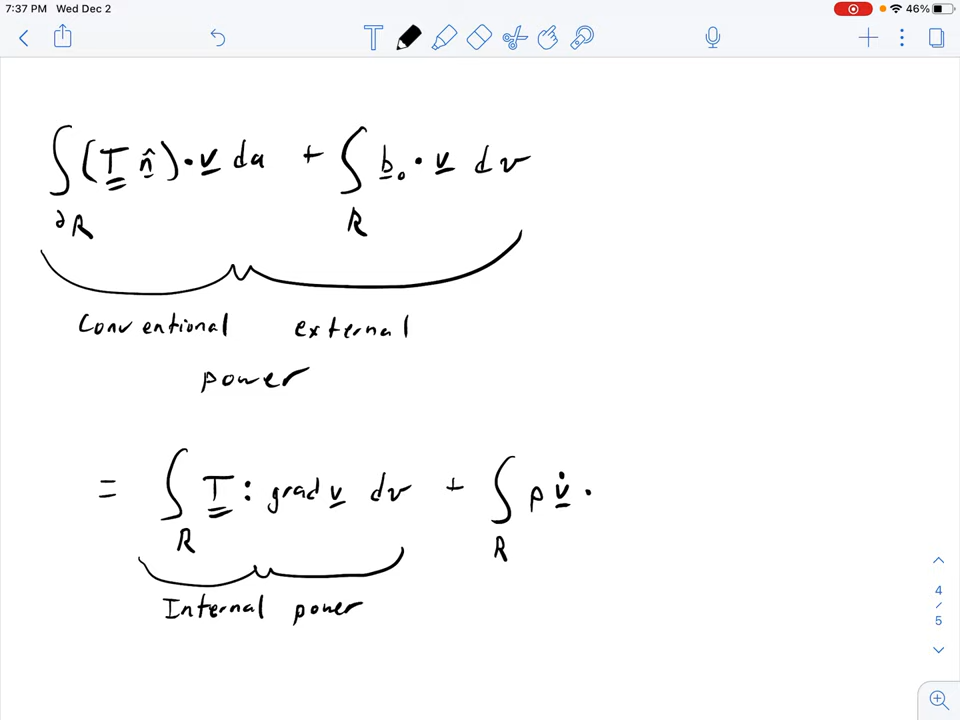 7:37 PM Wed Dec 2 46%
∫ ( T n̂ ) · v da + ∫ b₀ · v dv
∂R R
Conventional external
power
= ∫ T : grad v dv + ∫ ρ v̇ ·
R R
Internal power
4
/
5